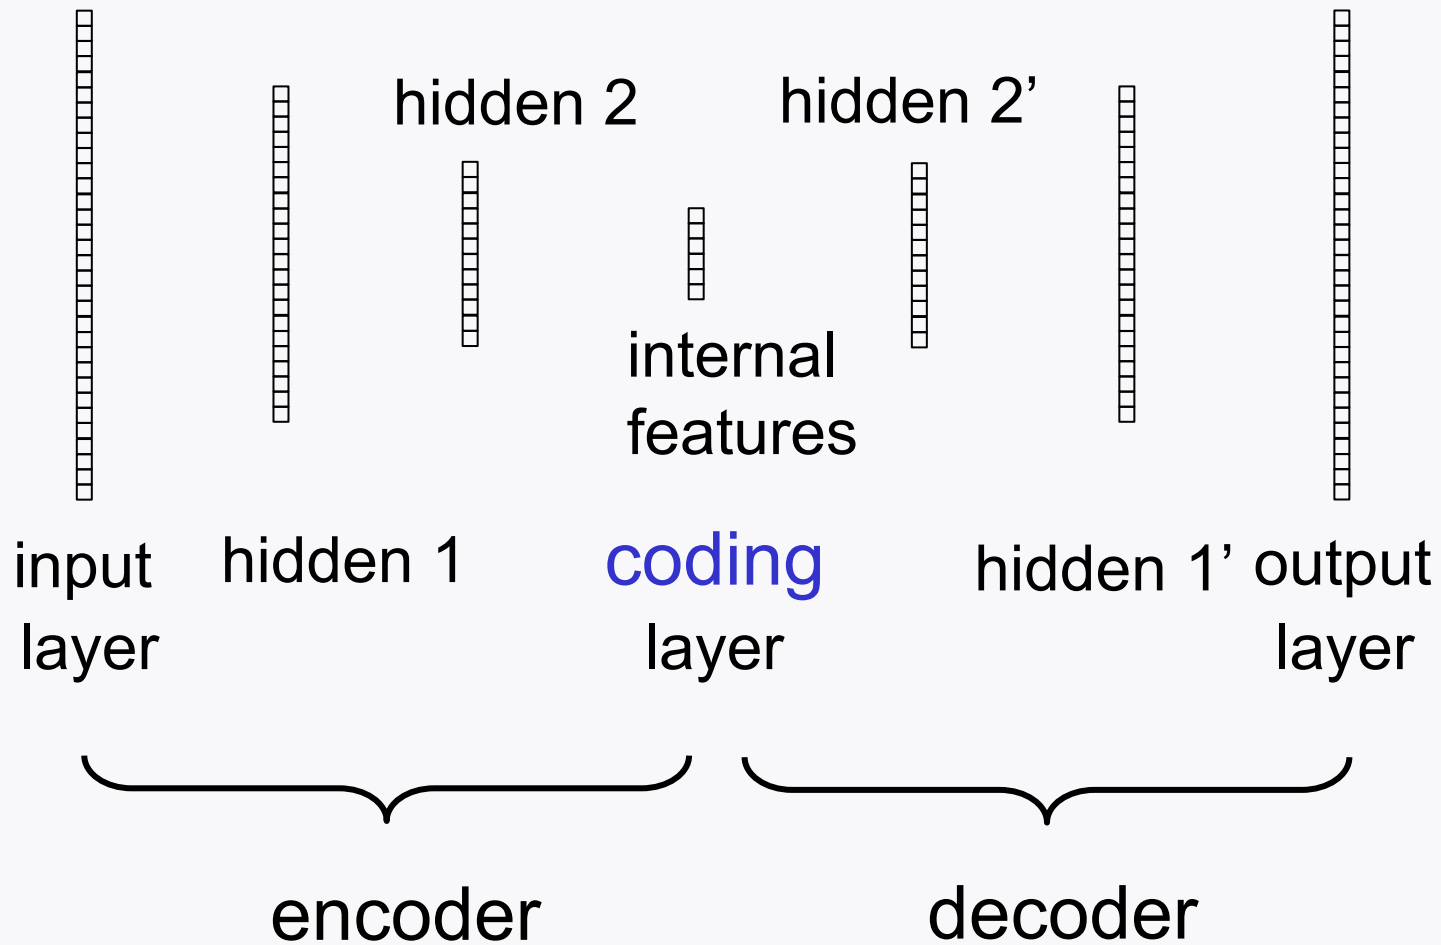 hidden 2
hidden 2’
internal
features
input
layer
hidden 1
coding
layer
hidden 1’
output
layer
encoder
decoder